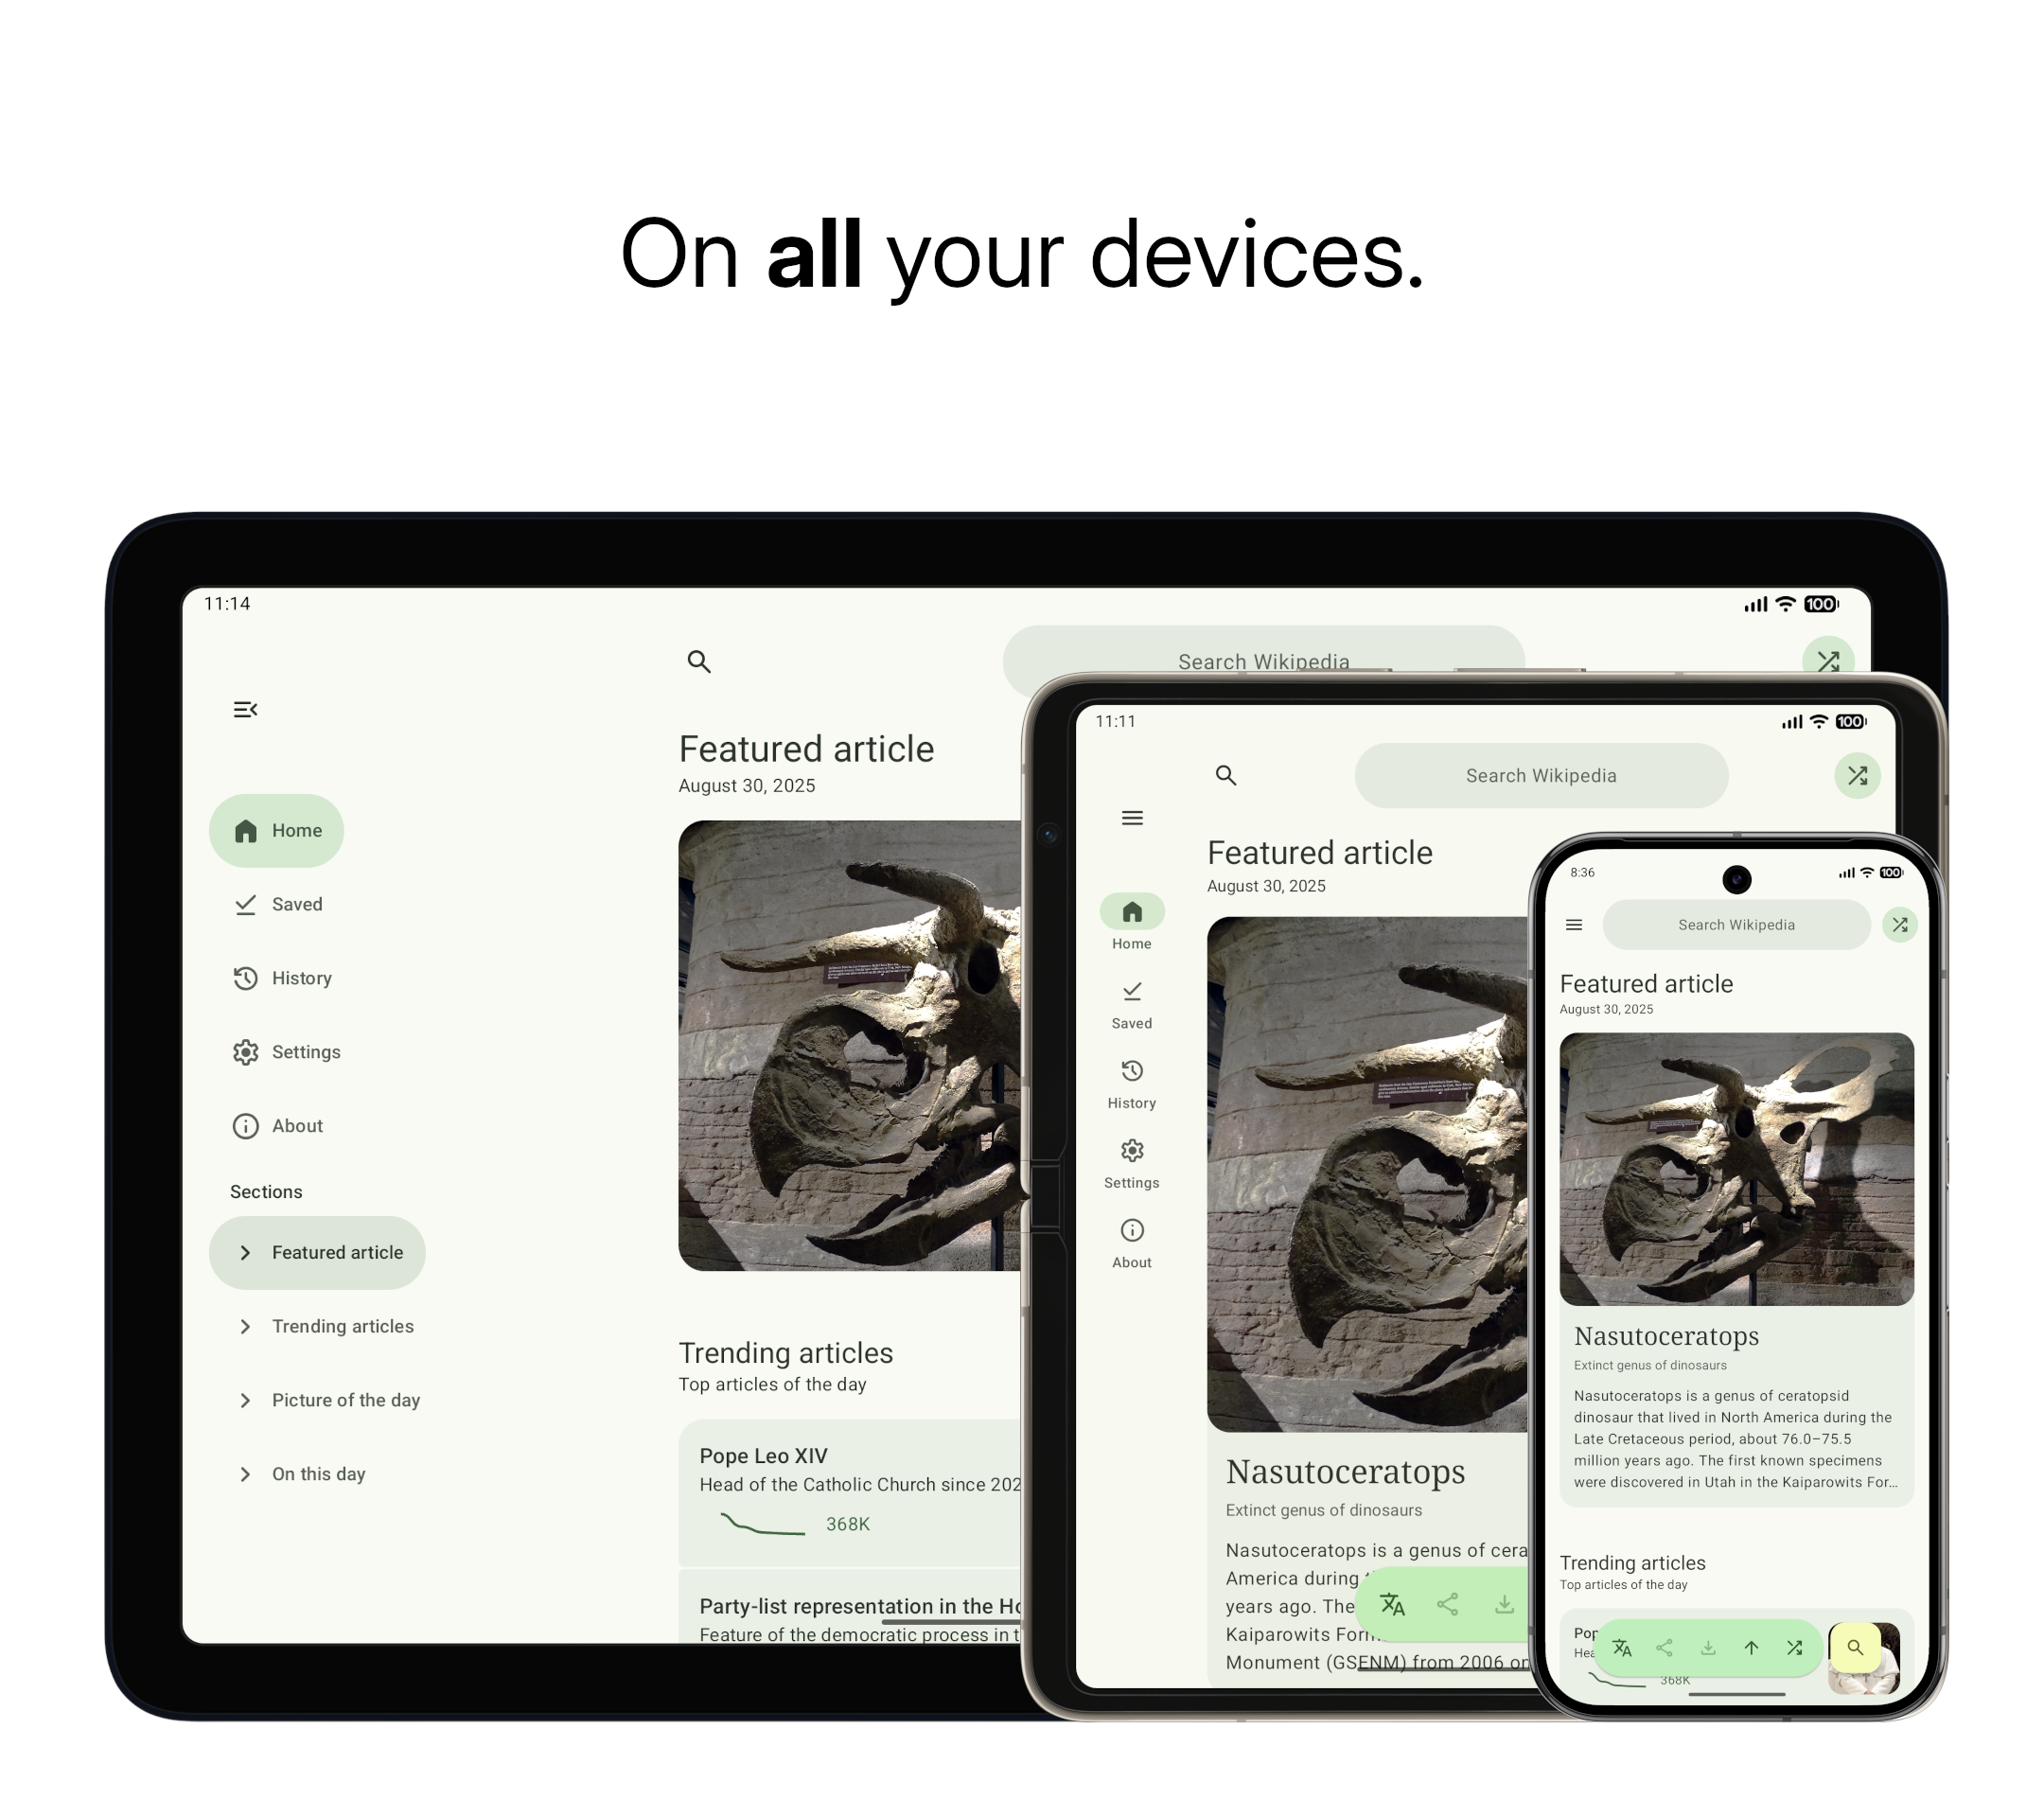 On all your devices.
11:14
100
Search Wikipedia
Featured article
August 30, 2025
Home
Saved
History
Settings
About
Sections
Featured article
Trending articles
Picture of the day
On this day
Trending articles
Top articles of the day
Pope Leo XIV
Head of the Catholic Church since 202
368K
Party-list representation in the Ho
Feature of the democratic process in t
11:11
100
Search Wikipedia
Featured article
August 30, 2025
Home
Saved
History
Settings
About
Nasutoceratops
Extinct genus of dinosaurs
Nasutoceratops is a genus of cera
America during
years ago. The
Kaiparowits Form
Monument (GSENM) from 2006 on
8:36
100
Search Wikipedia
Featured article
August 30, 2025
Nasutoceratops
Extinct genus of dinosaurs
Nasutoceratops is a genus of ceratopsid
dinosaur that lived in North America during the
Late Cretaceous period, about 76.0–75.5
million years ago. The first known specimens
were discovered in Utah in the Kaiparowits For…
Trending articles
Top articles of the day
Pop
Hea
368K